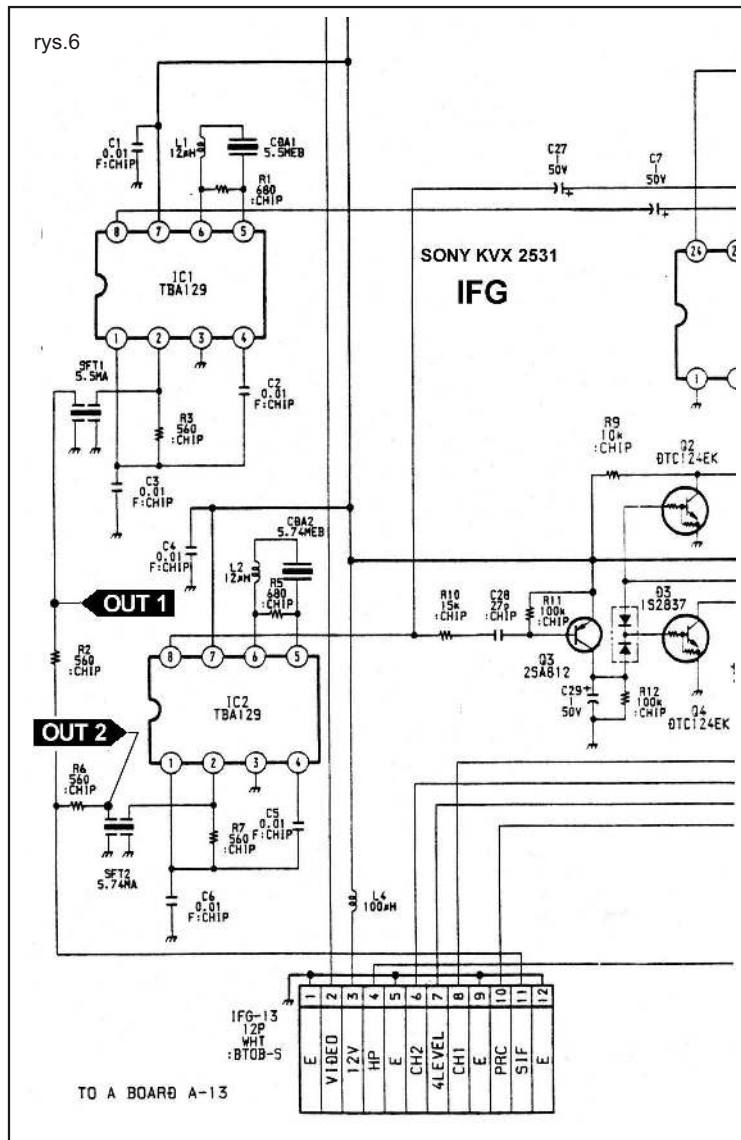 rys.6
C1
0.01
F:CHIP
L1
12µH
CBA1
5.5MEB
R1
680
:CHIP
C27
1
50V
C7
1
50V
8
7
6
5
IC1
TBA129
SONY KVX 2531
IFG
24
1
2
3
4
1
SFT1
5.5MA
C2
0.01
F:CHIP
R3
560
:CHIP
C3
0.01
F:CHIP
R9
10k
:CHIP
Q2
DTC124EK
C4
0.01
F:CHIP
L2
12µH
CBA2
5.74MEB
R5
680
:CHIP
OUT 1
R10
15k
:CHIP
C28
27p
:CHIP
R11
100k
:CHIP
D3
1S2837
R2
560
:CHIP
8
7
6
5
IC2
TBA129
Q3
2SA812
C29
1
50V
R12
100k
:CHIP
Q4
DTC124EK
OUT 2
1
2
3
4
R6
560
:CHIP
SFT2
5.74MA
R7
560
:CHIP
C5
0.01
F:CHIP
C6
0.01
F:CHIP
L4
100µH
IFG-13
12P
WHT
:BTOB-S
1
2
3
4
5
6
7
8
9
10
11
12
E
VIDEO
12V
HP
E
CH2
4LEVEL
CH1
E
PRC
SIF
E
TO A BOARD A-13